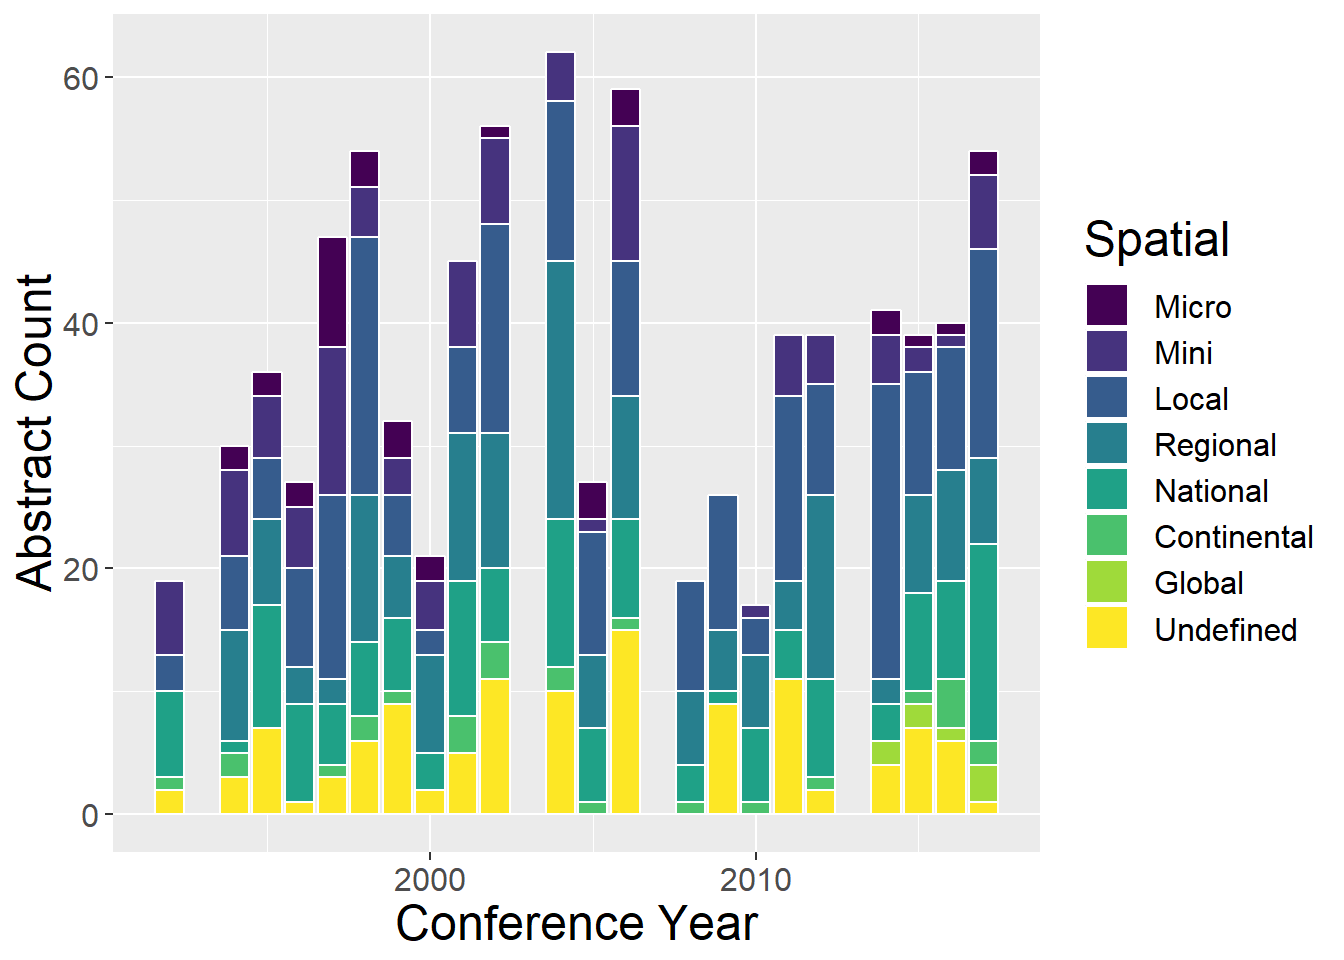 60
40
20
0
Abstract Count
2000
2010
Conference Year
Spatial
Micro
Mini
Local
Regional
National
Continental
Global
Undefined